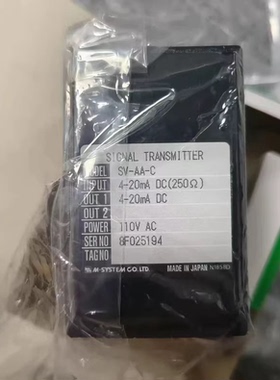 SIGNAL TRANSMITTER
MODEL SV-AA-C
INPUT 4-20mA DC(250Ω)
OUT 1 4-20mA DC
OUT 2
POWER 110V AC
SER NO 8F025194
TAG NO
M-SYSTEM CO.,LTD. MADE IN JAPAN